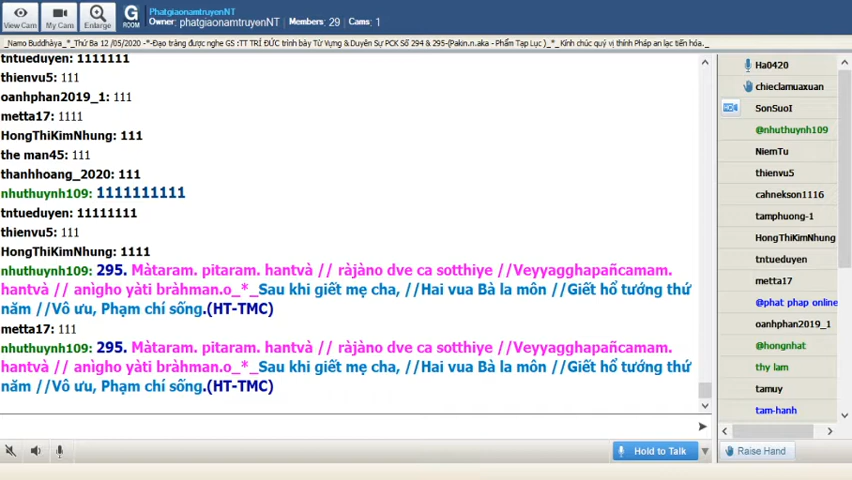 View Cam
My Cam
Enlarge
G
ROOM
PhatgiaonamtruyenNT
Owner: phatgiaonamtruyenNT Members: 29 Cams: 1
_Namo Buddhàya_*_Thứ Ba 12 /05/2020 -*-Đạo tràng được nghe GS :TT TRÍ ĐỨC trình bày Từ Vựng &Duyên Sự PCK Số 294 & 295-(Pakin.n.aka - Phẩm Tạp Lục )_*_Kính chúc quý vị thính Pháp an lạc tiến hóa._
tntueduyen: 1111111
thienvu5: 111
oanhphan2019_1: 111
metta17: 1111
HongThiKimNhung: 111
the man45: 111
thanhhoang_2020: 111
nhuthuynh109: 1111111111
tntueduyen: 11111111
thienvu5: 111
HongThiKimNhung: 1111
nhuthuynh109: 295. Màtaram. pitaram. hantvà // ràjàno dve ca sotthiye //Veyyagghapañcamam.
hantvà // anìgho yàti bràhman.o_*_Sau khi giết mẹ cha, //Hai vua Bà la môn //Giết hổ tướng thứ
năm //Vô ưu, Phạm chí sống.(HT-TMC)
metta17: 111
nhuthuynh109: 295. Màtaram. pitaram. hantvà // ràjàno dve ca sotthiye //Veyyagghapañcamam.
hantvà // anìgho yàti bràhman.o_*_Sau khi giết mẹ cha, //Hai vua Bà la môn //Giết hổ tướng thứ
năm //Vô ưu, Phạm chí sống.(HT-TMC)
Hold to Talk
Ha0420
chieclamuaxuan
HD
SonSuoI
@nhuthuynh109
NiemTu
thienvu5
cahnekson1116
tamphuong-1
HongThiKimNhung
tntueduyen
metta17
@phat phap online
oanhphan2019_1
@hongnhat
thy lam
tamuy
tam-hanh
Raise Hand